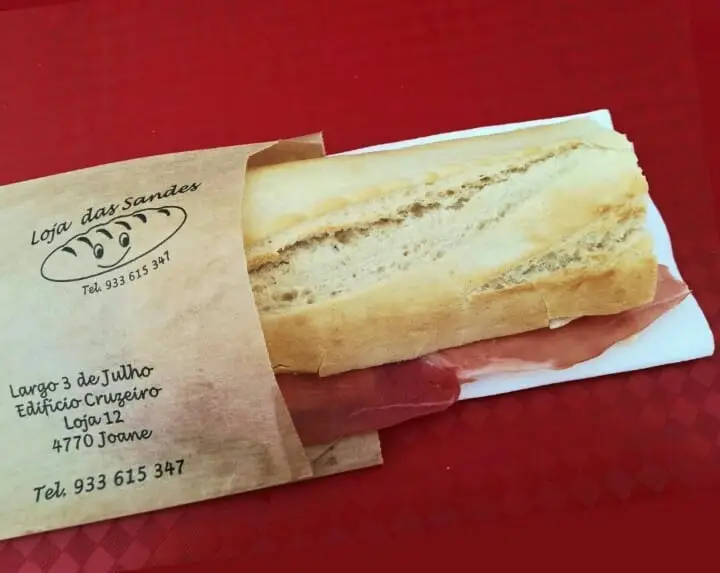 Loja das Sandes
Tel. 933 615 347
Largo 3 de Julho
Edificio Cruzeiro
Loja 12
4770 Joane
Tel. 933 615 347